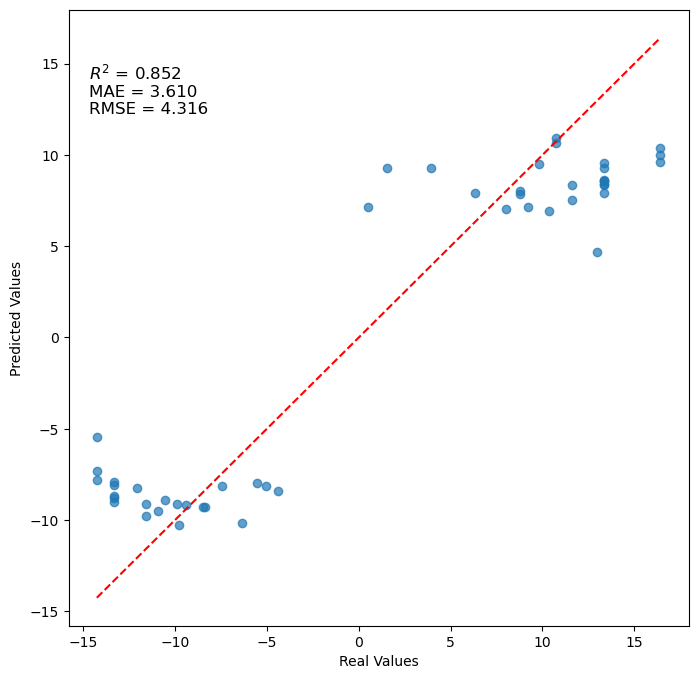 R² = 0.852
MAE = 3.610
RMSE = 4.316
15
10
5
0
−5
−10
−15
Predicted Values
−15 −10 −5 0 5 10 15
Real Values